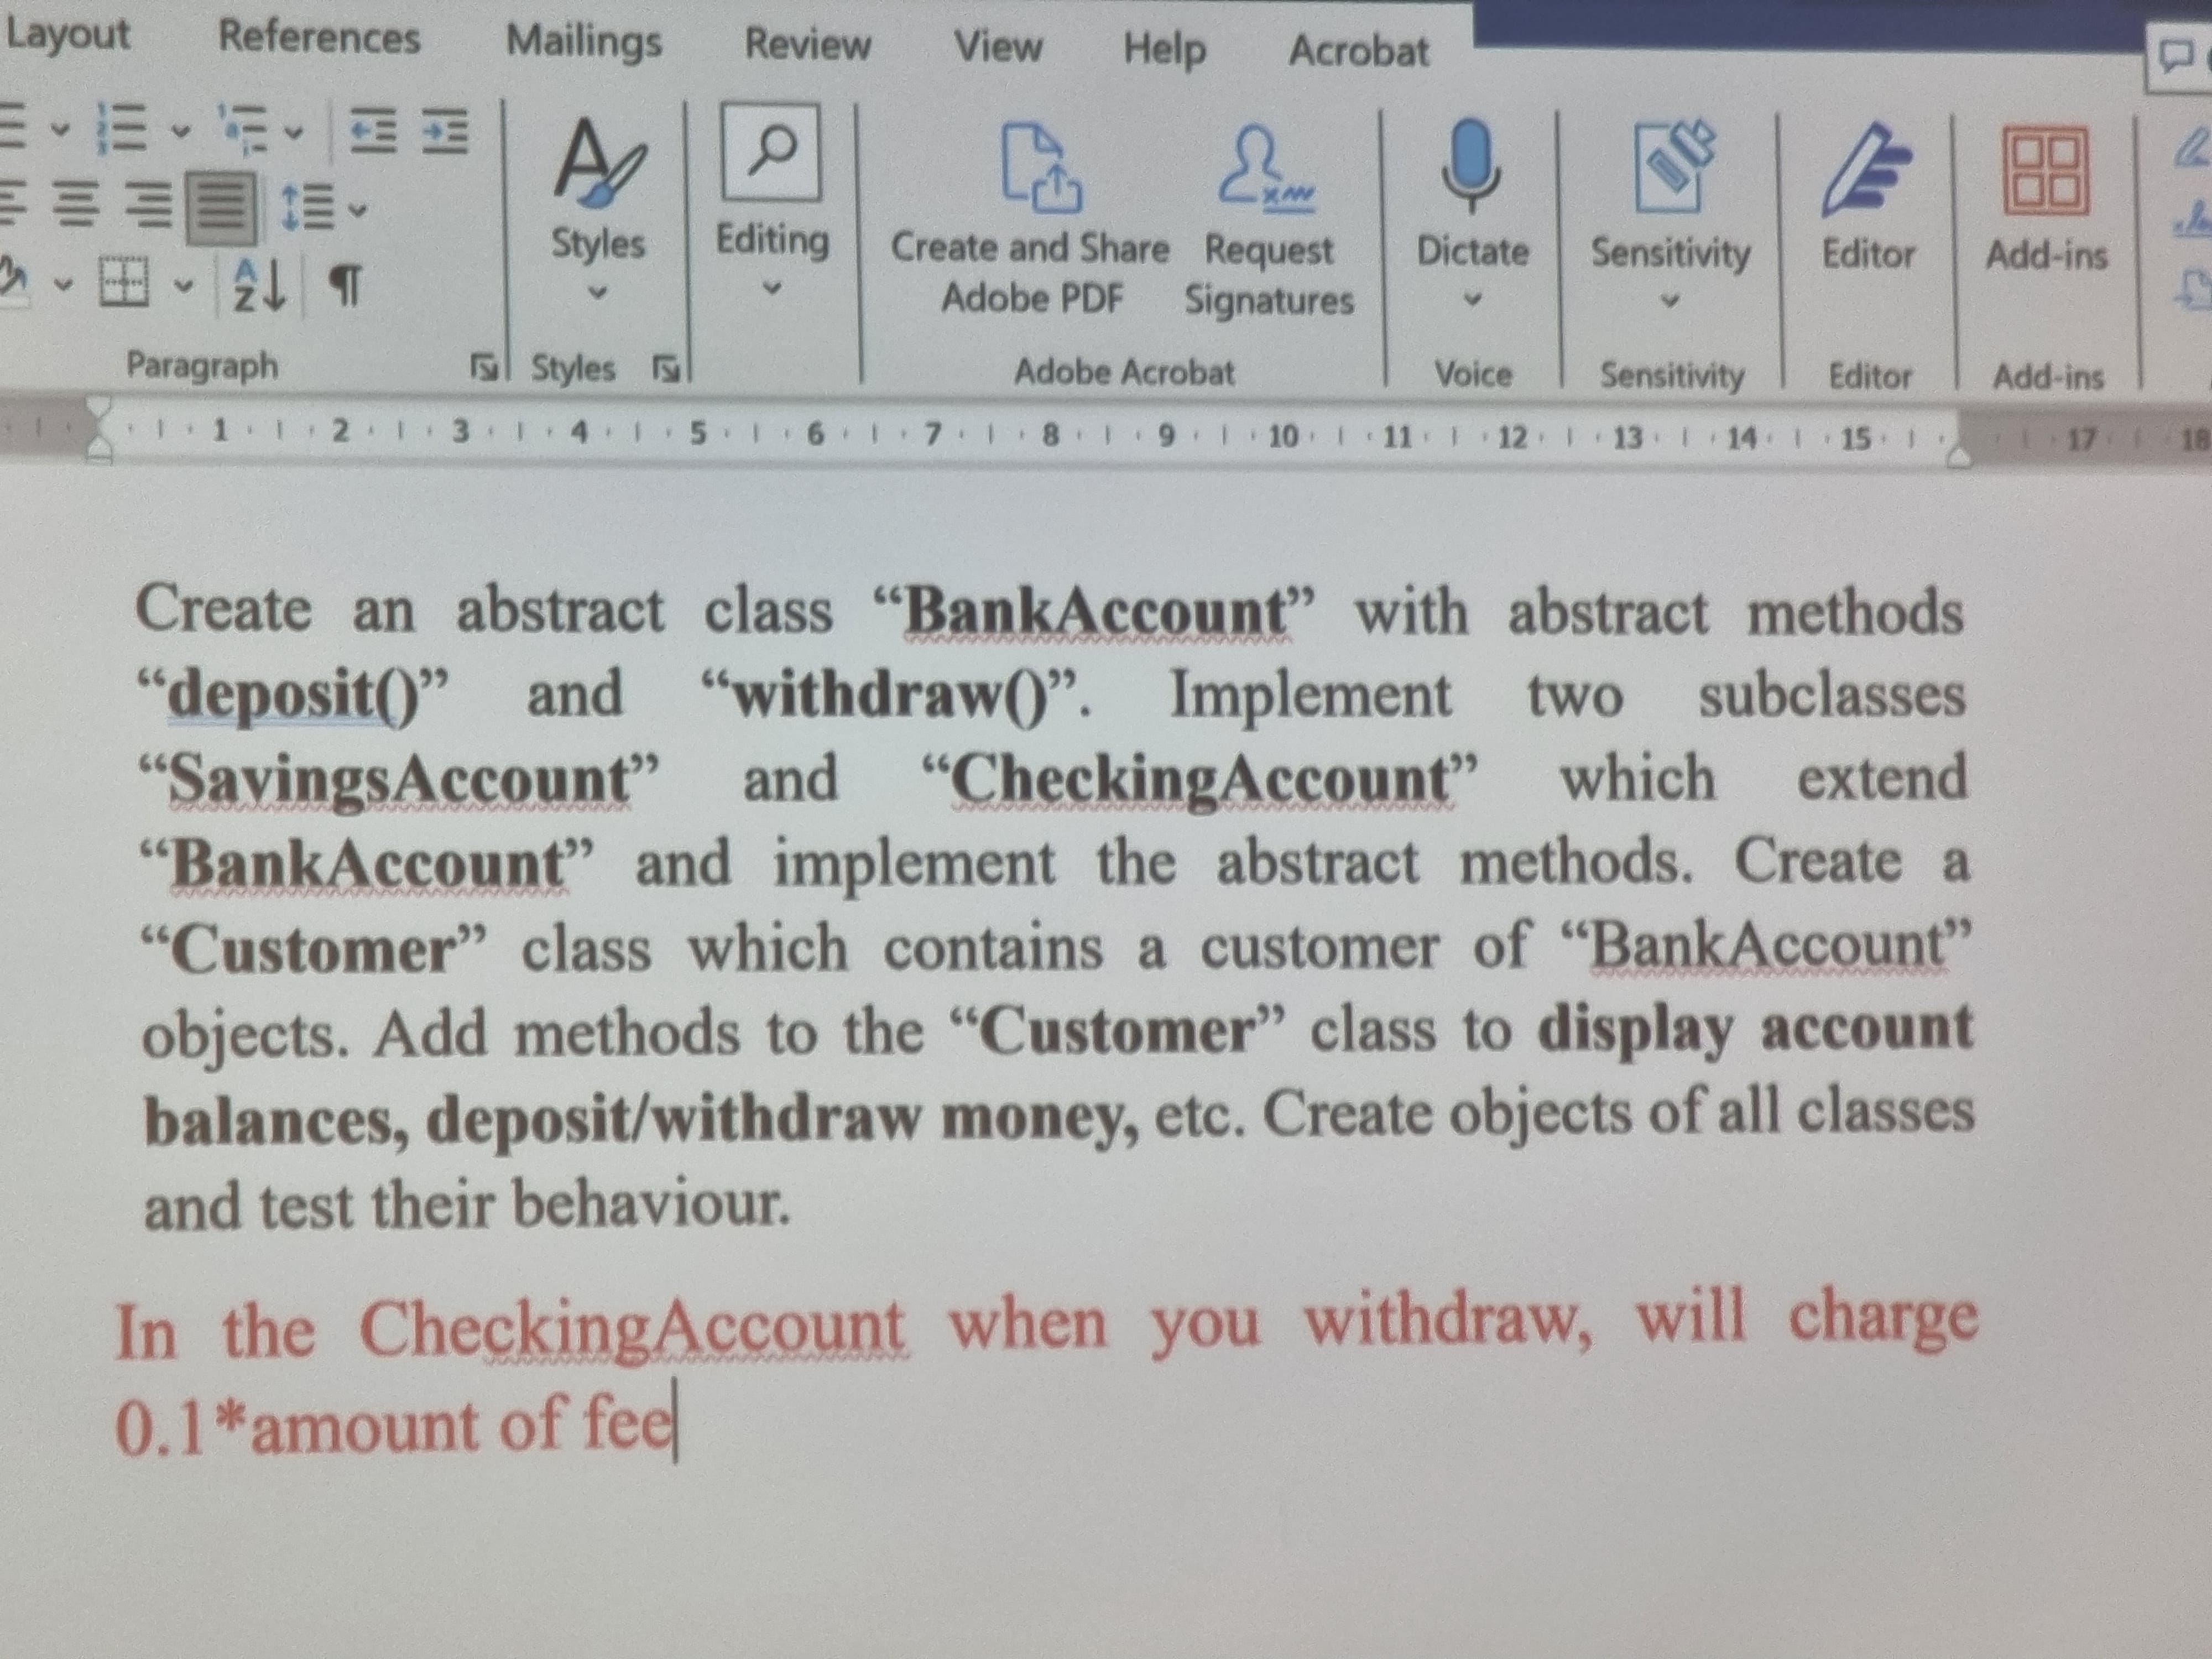 Layout References Mailings Review View Help Acrobat
Styles Editing Create and Share Request Dictate Sensitivity Editor Add-ins
Adobe PDF Signatures
Paragraph Styles Adobe Acrobat Voice Sensitivity Editor Add-ins
1 2 3 4 5 6 7 8 9 10 11 12 13 14 15 17 18
Create an abstract class “BankAccount” with abstract methods
“deposit()” and “withdraw()”. Implement two subclasses
“SavingsAccount” and “CheckingAccount” which extend
“BankAccount” and implement the abstract methods. Create a
“Customer” class which contains a customer of “BankAccount”
objects. Add methods to the “Customer” class to display account
balances, deposit/withdraw money, etc. Create objects of all classes
and test their behaviour.
In the CheckingAccount when you withdraw, will charge
0.1*amount of fee